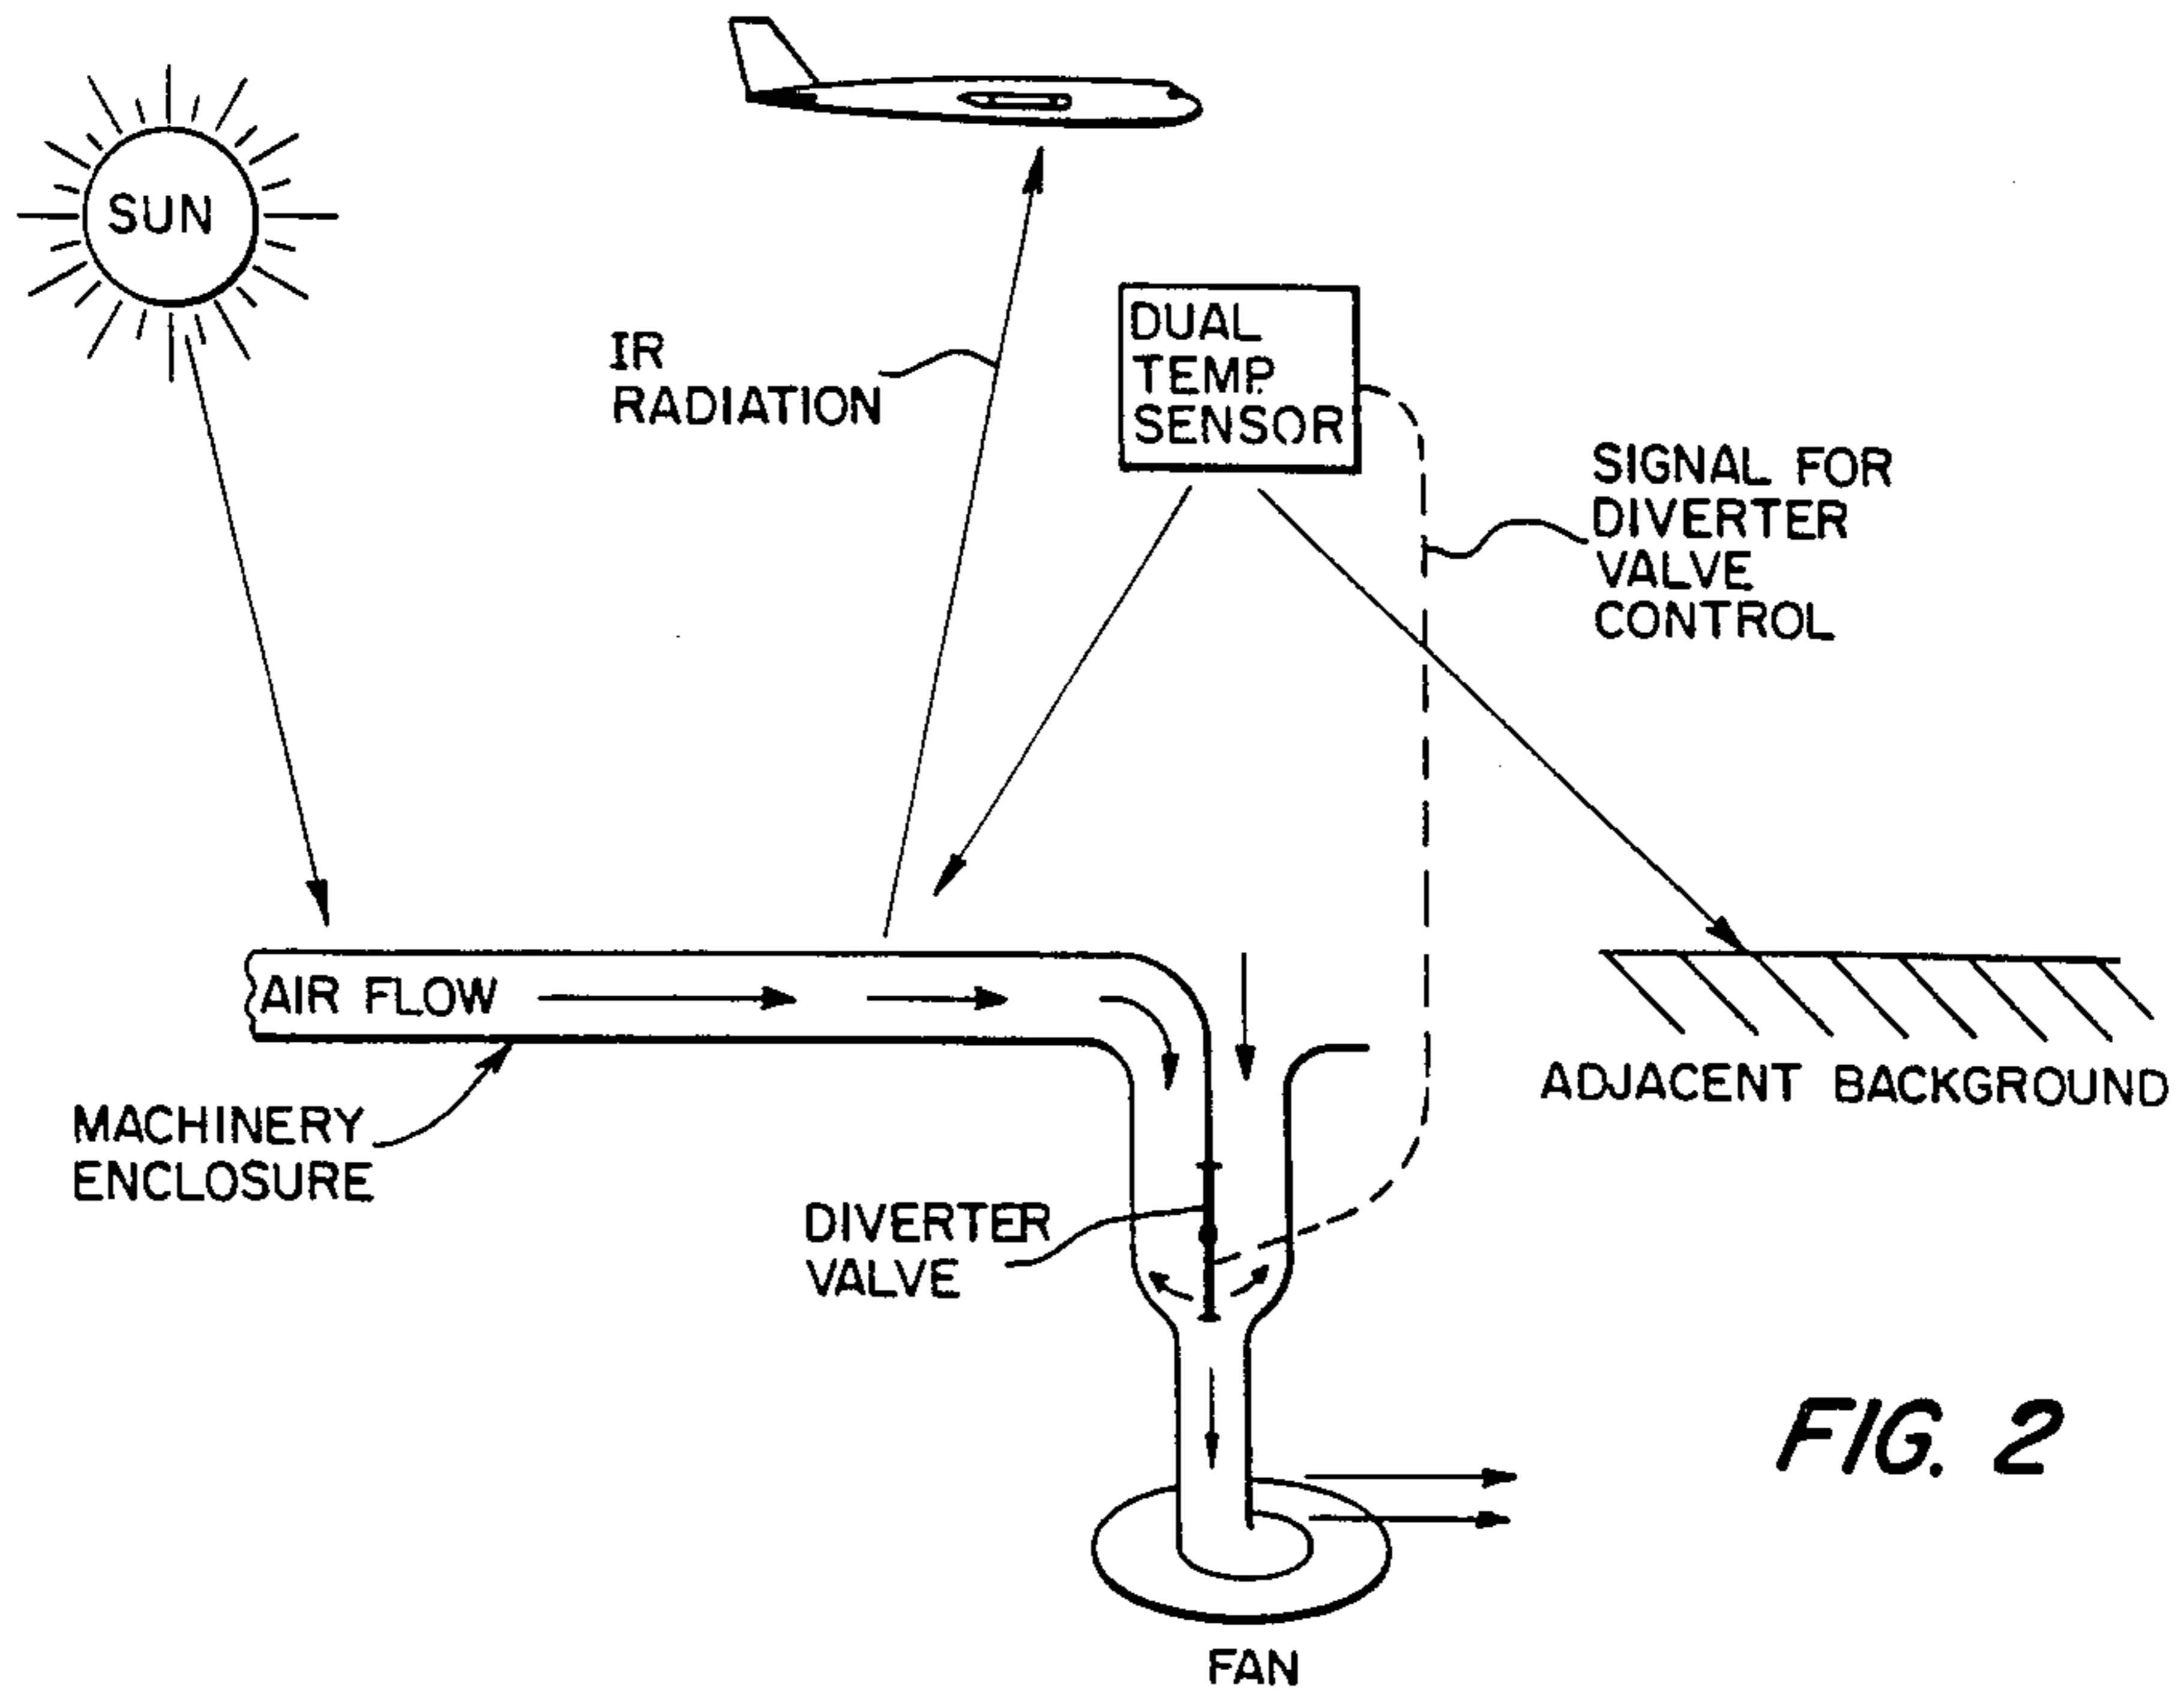 SUN
IR
RADIATION
DUAL
TEMP.
SENSOR
SIGNAL FOR
DIVERTER
VALVE
CONTROL
AIR FLOW
MACHINERY
ENCLOSURE
ADJACENT BACKGROUND
DIVERTER
VALVE
FIG. 2
FAN